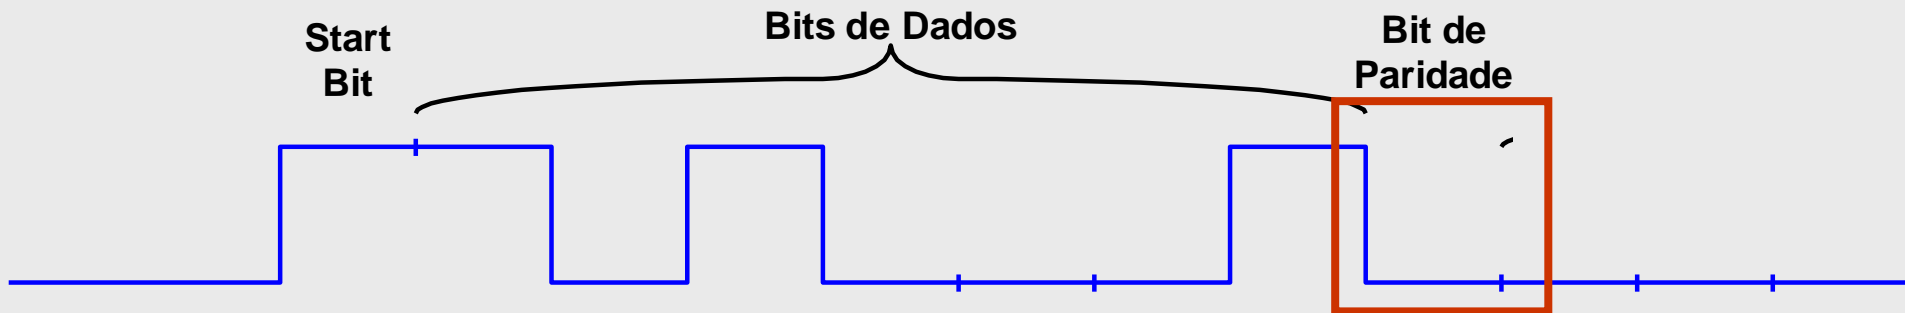 Start
Bit
Bits de Dados
Bit de
Paridade